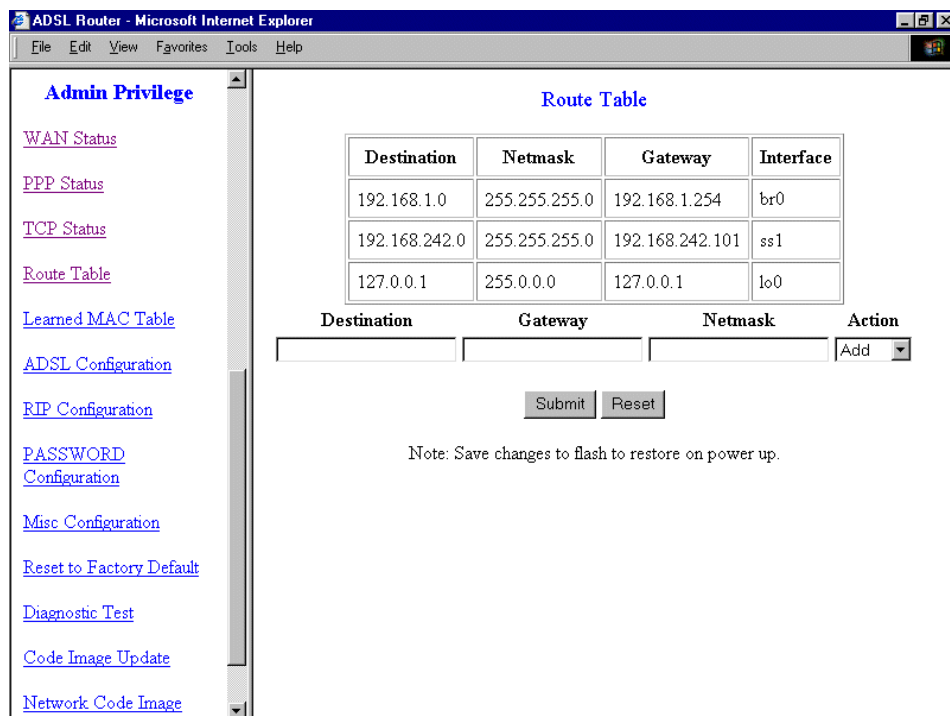 ADSL Router - Microsoft Internet Explorer
File Edit View Favorites Tools Help
Admin Privilege
WAN Status
PPP Status
TCP Status
Route Table
Learned MAC Table
ADSL Configuration
RIP Configuration
PASSWORD
Configuration
Misc Configuration
Reset to Factory Default
Diagnostic Test
Code Image Update
Network Code Image
Route Table
Destination Netmask Gateway Interface
192.168.1.0 255.255.255.0 192.168.1.254 br0
192.168.242.0 255.255.255.0 192.168.242.101 ss1
127.0.0.1 255.0.0.0 127.0.0.1 lo0
Destination Gateway Netmask Action
Add
Submit Reset
Note: Save changes to flash to restore on power up.